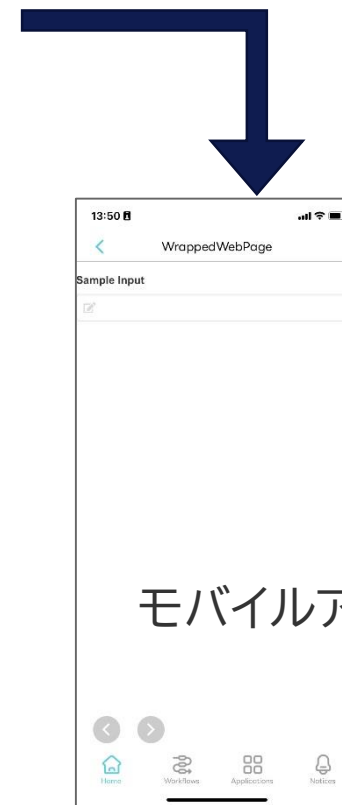 13:50
WrappedWebPage
Sample Input
モバイルア
Home Workflows Applications Notices